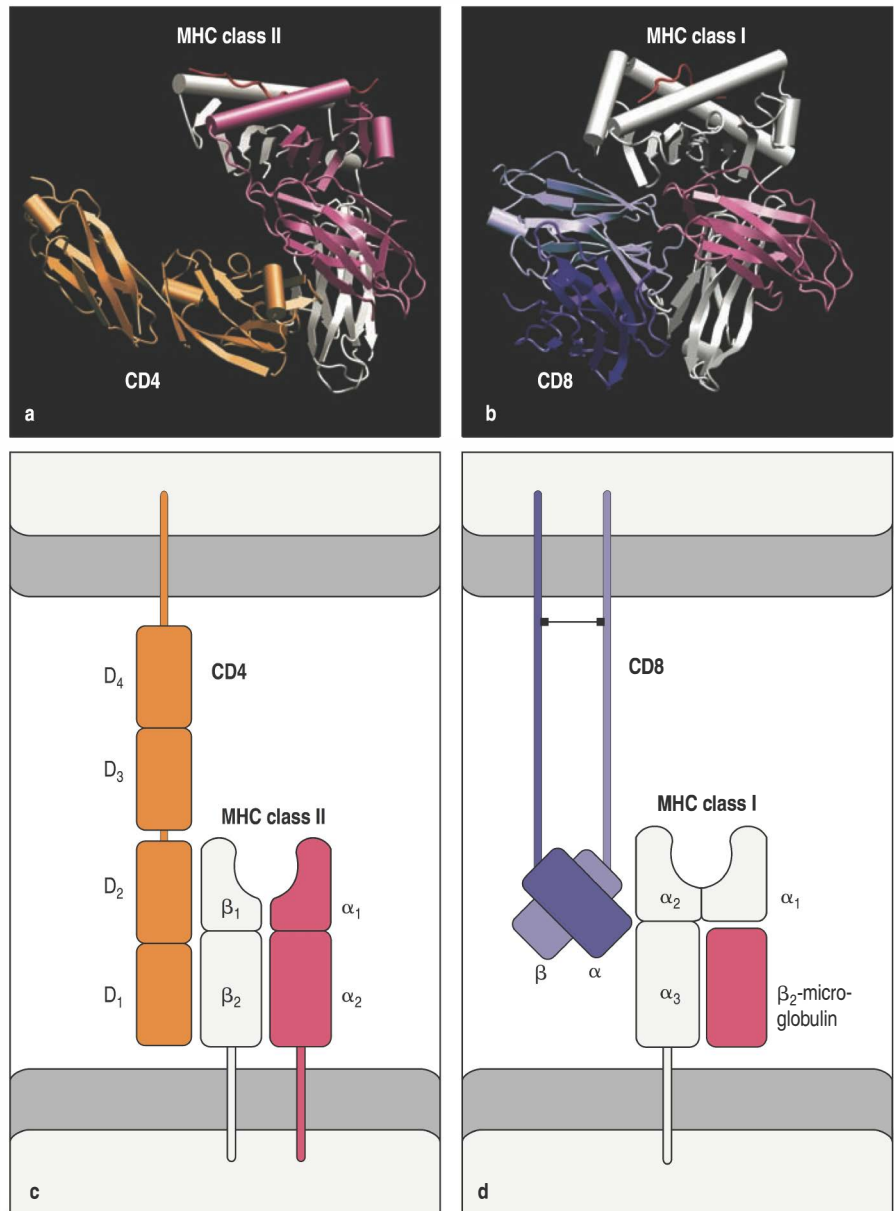 MHC class II
CD4
a
MHC class I
CD8
b
CD4
D₄
D₃
MHC class II
D₂
β₁
α₁
D₁
β₂
α₂
c
CD8
MHC class I
α₂
α₁
β
α
α₃
β₂-micro-
globulin
d